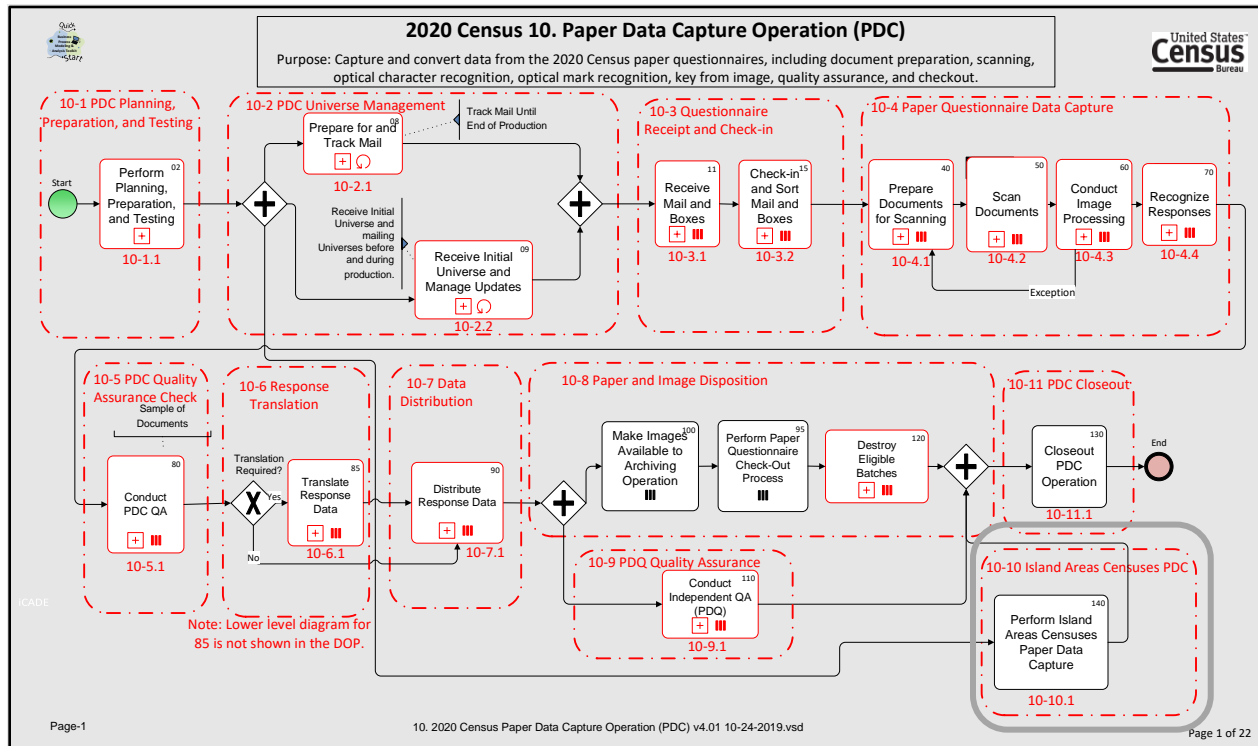 2020 Census 10. Paper Data Capture Operation (PDC)
Purpose: Capture and convert data from the 2020 Census paper questionnaires, including document preparation, scanning,
optical character recognition, optical mark recognition, key from image, quality assurance, and checkout.
Quick
Business
Process
Modeling &
Analysis Toolkit
Start
United States
Census
Bureau
10-1 PDC Planning,
Preparation, and Testing
Start
02
Perform
Planning,
Preparation,
and Testing
10-1.1
10-2 PDC Universe Management
08
Prepare for and
Track Mail
10-2.1
Track Mail Until
End of Production
Receive Initial
Universe and
mailing
Universes before
and during
production.
09
Receive Initial
Universe and
Manage Updates
10-2.2
10-3 Questionnaire
Receipt and Check-in
11
Receive
Mail and
Boxes
10-3.1
15
Check-in
and Sort
Mail and
Boxes
10-3.2
10-4 Paper Questionnaire Data Capture
40
Prepare
Documents
for Scanning
10-4.1
50
Scan
Documents
10-4.2
60
Conduct
Image
Processing
10-4.3
70
Recognize
Responses
10-4.4
Exception
10-5 PDC Quality
Assurance Check
Sample of
Documents
80
Conduct
PDC QA
10-5.1
10-6 Response
Translation
Translation
Required?
X
Yes
No
85
Translate
Response
Data
10-6.1
10-7 Data
Distribution
90
Distribute
Response Data
10-7.1
10-8 Paper and Image Disposition
100
Make Images
Available to
Archiving
Operation
95
Perform Paper
Questionnaire
Check-Out
Process
120
Destroy
Eligible
Batches
10-11 PDC Closeout
130
Closeout
PDC
Operation
10-11.1
End
10-9 PDQ Quality Assurance
110
Conduct
Independent QA
(PDQ)
10-9.1
10-10 Island Areas Censuses PDC
140
Perform Island
Areas Censuses
Paper Data
Capture
10-10.1
iCADE
Note: Lower level diagram for
85 is not shown in the DOP.
Page-1
10. 2020 Census Paper Data Capture Operation (PDC) v4.01 10-24-2019.vsd
Page 1 of 22